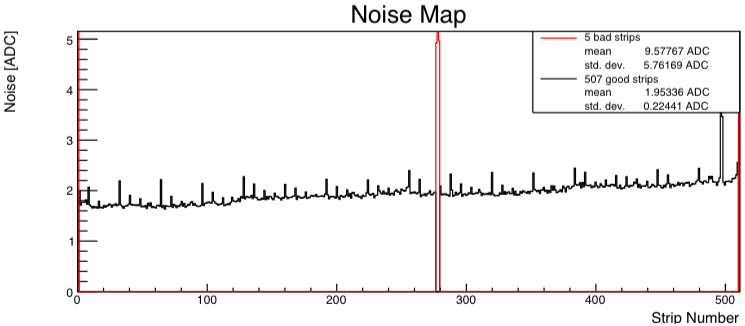 Noise Map
Noise [ADC]
5 bad strips
mean 9.57767 ADC
std. dev. 5.76169 ADC
507 good strips
mean 1.95336 ADC
std. dev. 0.22441 ADC
5
4
3
2
1
0
0 100 200 300 400 500
Strip Number